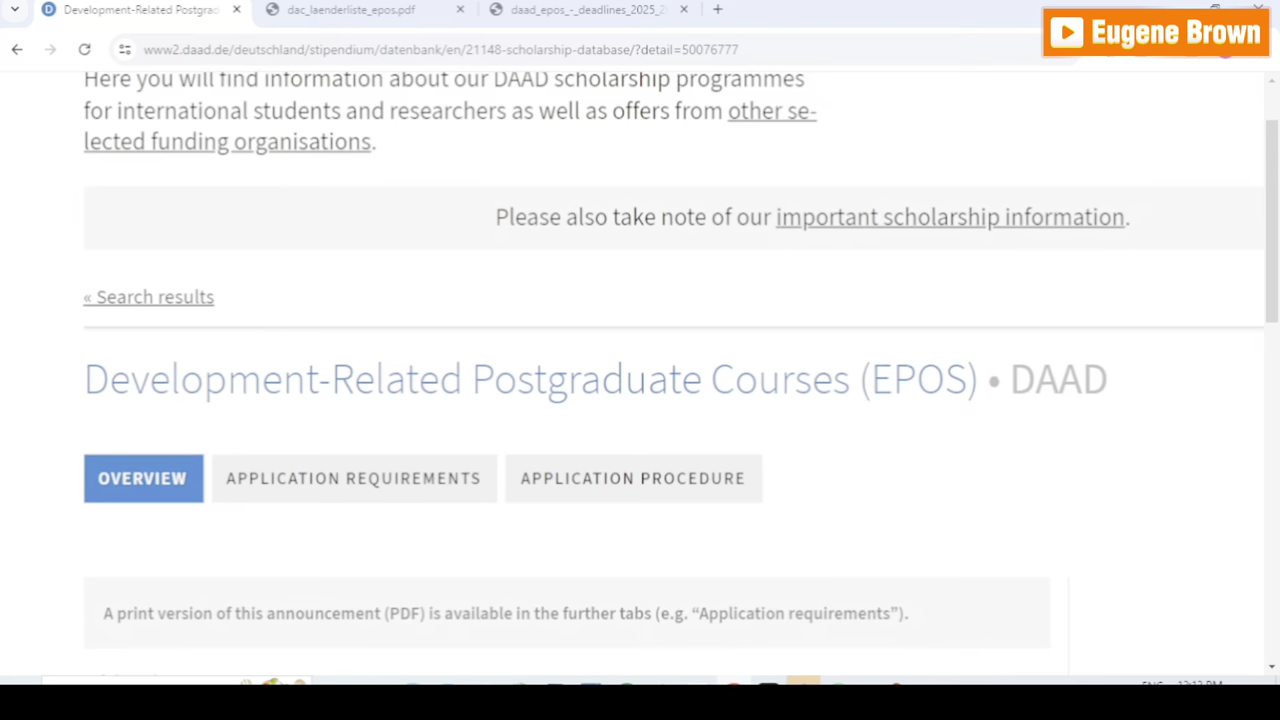 Development-Related Postgrad
dac_laenderliste_epos.pdf
daad_epos_-_deadlines_2025_2
www2.daad.de/deutschland/stipendium/datenbank/en/21148-scholarship-database/?detail=50076777
Eugene Brown
Here you will find information about our DAAD scholarship programmes
for international students and researchers as well as offers from other se-
lected funding organisations.
Please also take note of our important scholarship information.
« Search results
Development-Related Postgraduate Courses (EPOS) • DAAD
OVERVIEW
APPLICATION REQUIREMENTS
APPLICATION PROCEDURE
A print version of this announcement (PDF) is available in the further tabs (e.g. “Application requirements”).